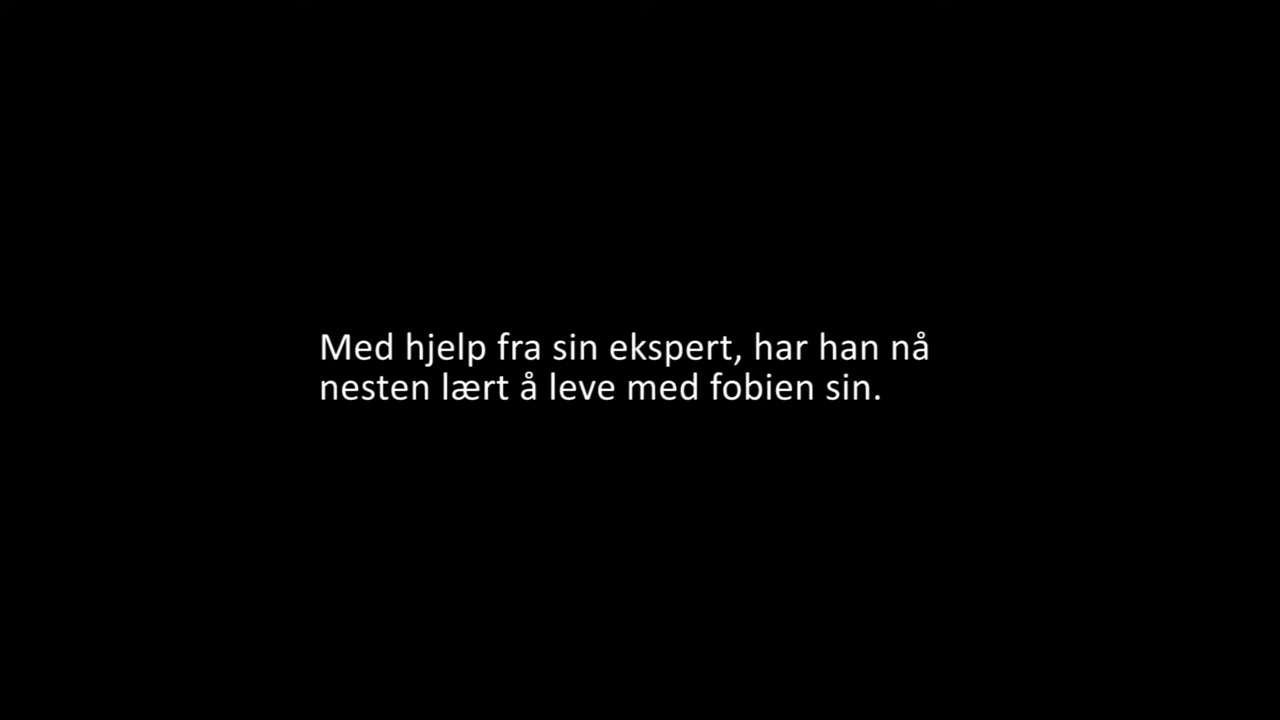 Med hjelp fra sin ekspert, har han nå
nesten lært å leve med fobien sin.